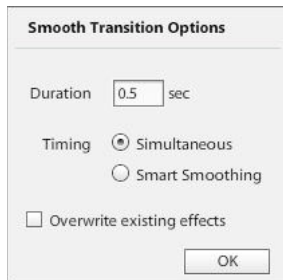 Smooth Transition Options
Duration 0.5 sec
Timing Simultaneous
Smart Smoothing
Overwrite existing effects
OK